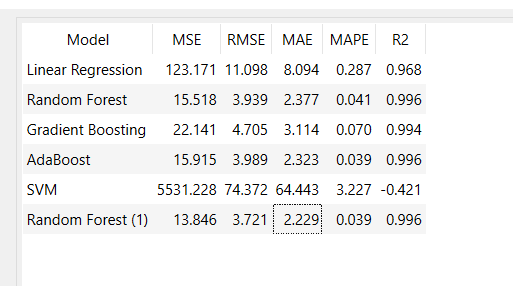 Model MSE RMSE MAE MAPE R2
Linear Regression 123.171 11.098 8.094 0.287 0.968
Random Forest 15.518 3.939 2.377 0.041 0.996
Gradient Boosting 22.141 4.705 3.114 0.070 0.994
AdaBoost 15.915 3.989 2.323 0.039 0.996
SVM 5531.228 74.372 64.443 3.227 -0.421
Random Forest (1) 13.846 3.721 2.229 0.039 0.996